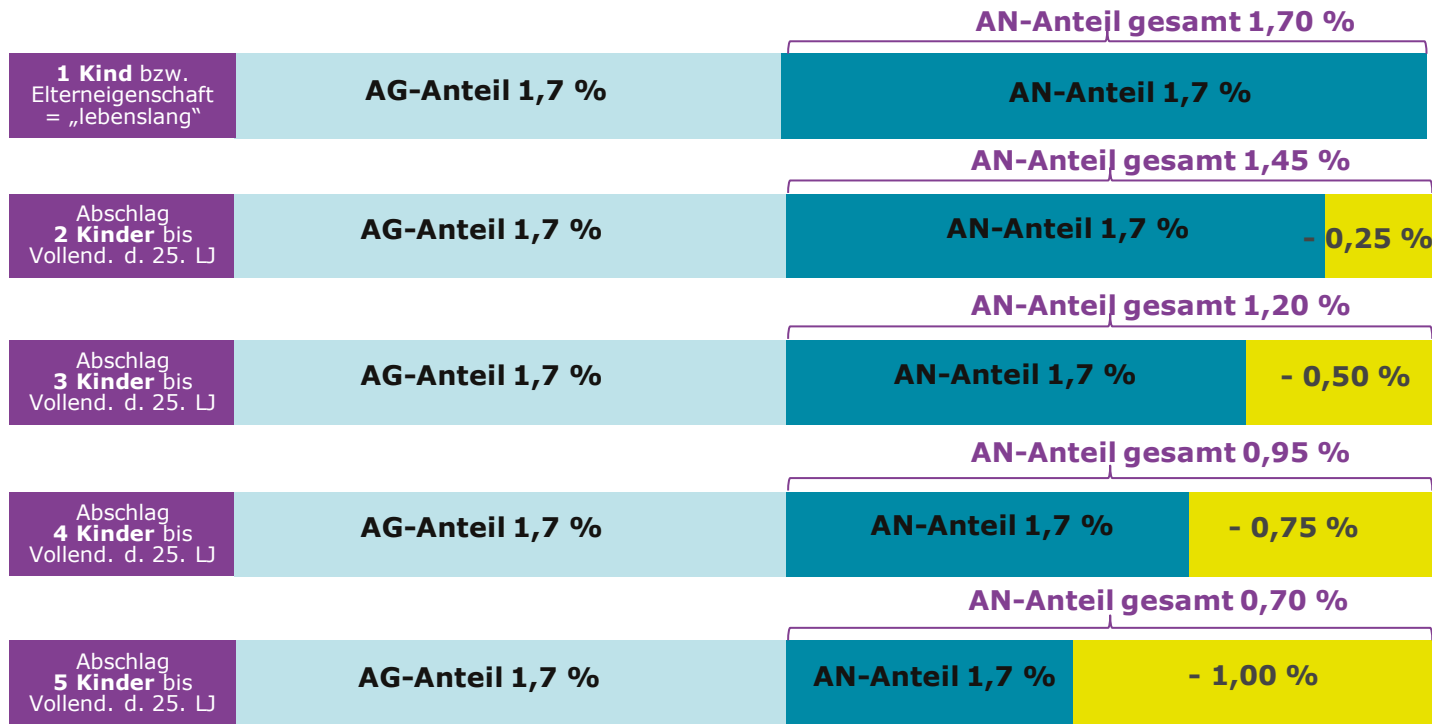 AN-Anteil gesamt 1,70 %
1 Kind bzw.
Elterneigenschaft
= „lebenslang“
AG-Anteil 1,7 %
AN-Anteil 1,7 %
AN-Anteil gesamt 1,45 %
Abschlag
2 Kinder bis
Vollend. d. 25. LJ
AG-Anteil 1,7 %
AN-Anteil 1,7 %
- 0,25 %
AN-Anteil gesamt 1,20 %
Abschlag
3 Kinder bis
Vollend. d. 25. LJ
AG-Anteil 1,7 %
AN-Anteil 1,7 %
- 0,50 %
AN-Anteil gesamt 0,95 %
Abschlag
4 Kinder bis
Vollend. d. 25. LJ
AG-Anteil 1,7 %
AN-Anteil 1,7 %
- 0,75 %
AN-Anteil gesamt 0,70 %
Abschlag
5 Kinder bis
Vollend. d. 25. LJ
AG-Anteil 1,7 %
AN-Anteil 1,7 %
- 1,00 %